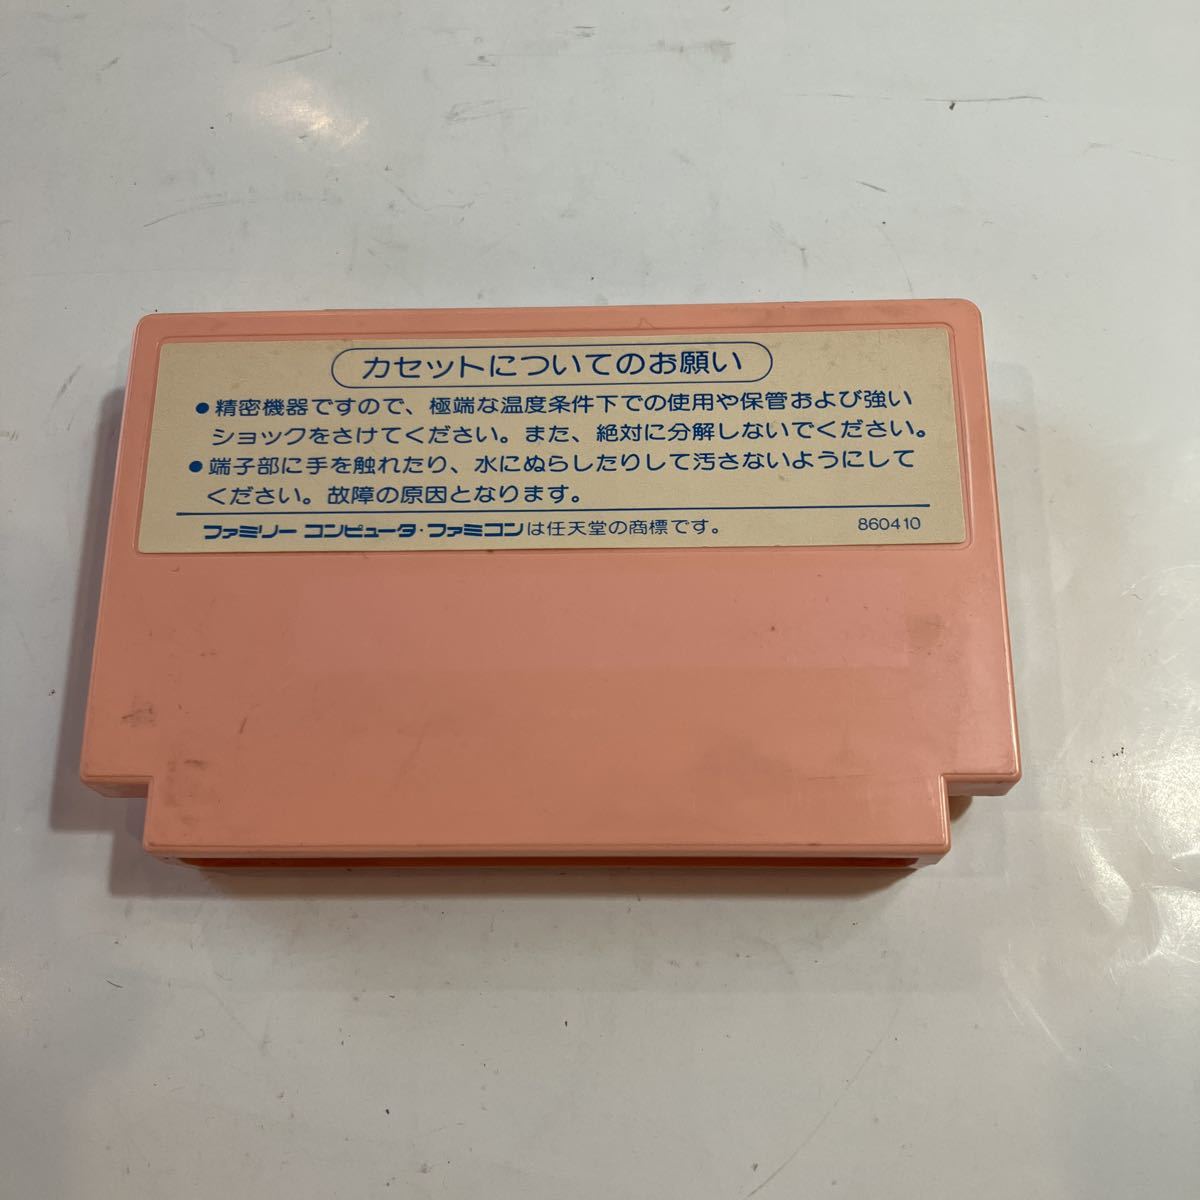 カセットについてのお願い
●精密機器ですので、極端な温度条件下での使用や保管および強い
ショックをさけてください。また、絶対に分解しないでください。
●端子部に手を触れたり、水にぬらしたりして汚さないようにして
ください。故障の原因となります。
ファミリー コンピュータ・ファミコンは任天堂の商標です。 860410